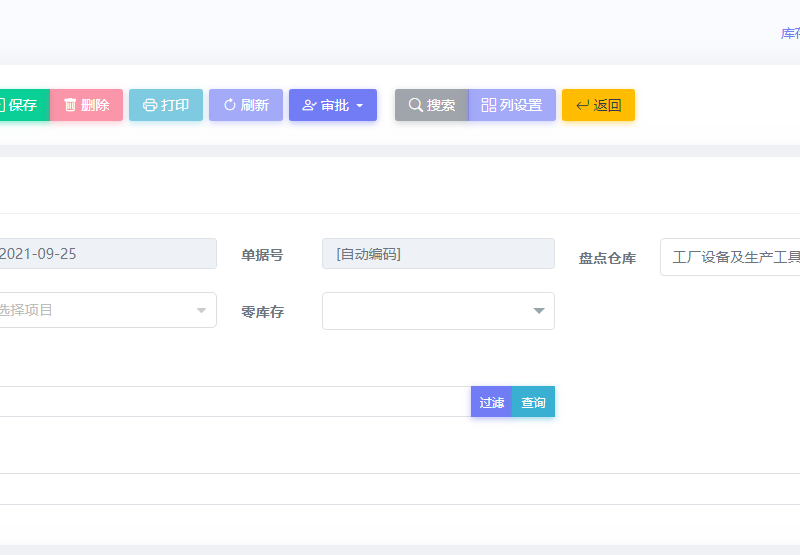 库存
保存 删除 打印 刷新 审批 搜索 列设置 返回
2021-09-25 单据号 [自动编码] 盘点仓库 工厂设备及生产工具
选择项目 零库存
过滤 查询